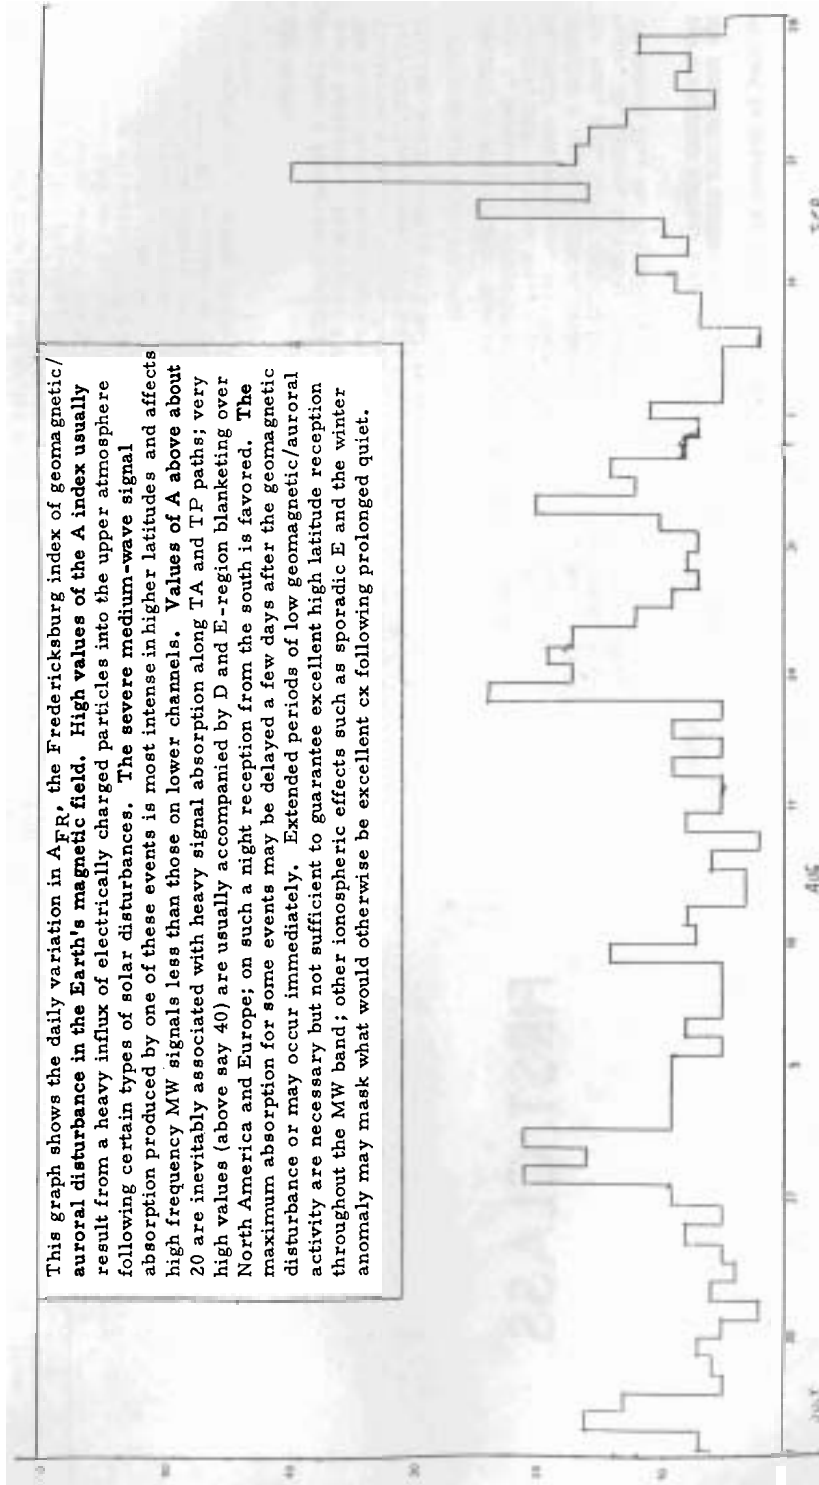 This graph shows the daily variation in AFR, the Fredericksburg index of geomagnetic/
auroral disturbance in the Earth's magnetic field. High values of the A index usually
result from a heavy influx of electrically charged particles into the upper atmosphere
following certain types of solar disturbances. The severe medium-wave signal
absorption produced by one of these events is most intense in higher latitudes and affects
high frequency MW signals less than those on lower channels. Values of A above about
20 are inevitably associated with heavy signal absorption along TA and TP paths; very
high values (above say 40) are usually accompanied by D and E-region blanketing over
North America and Europe; on such a night reception from the south is favored. The
maximum absorption for some events may be delayed a few days after the geomagnetic
disturbance or may occur immediately. Extended periods of low geomagnetic/auroral
activity are necessary but not sufficient to guarantee excellent high latitude reception
throughout the MW band; other ionospheric effects such as sporadic E and the winter
anomaly may mask what would otherwise be excellent cx following prolonged quiet.
FIRST CLASS
AUG